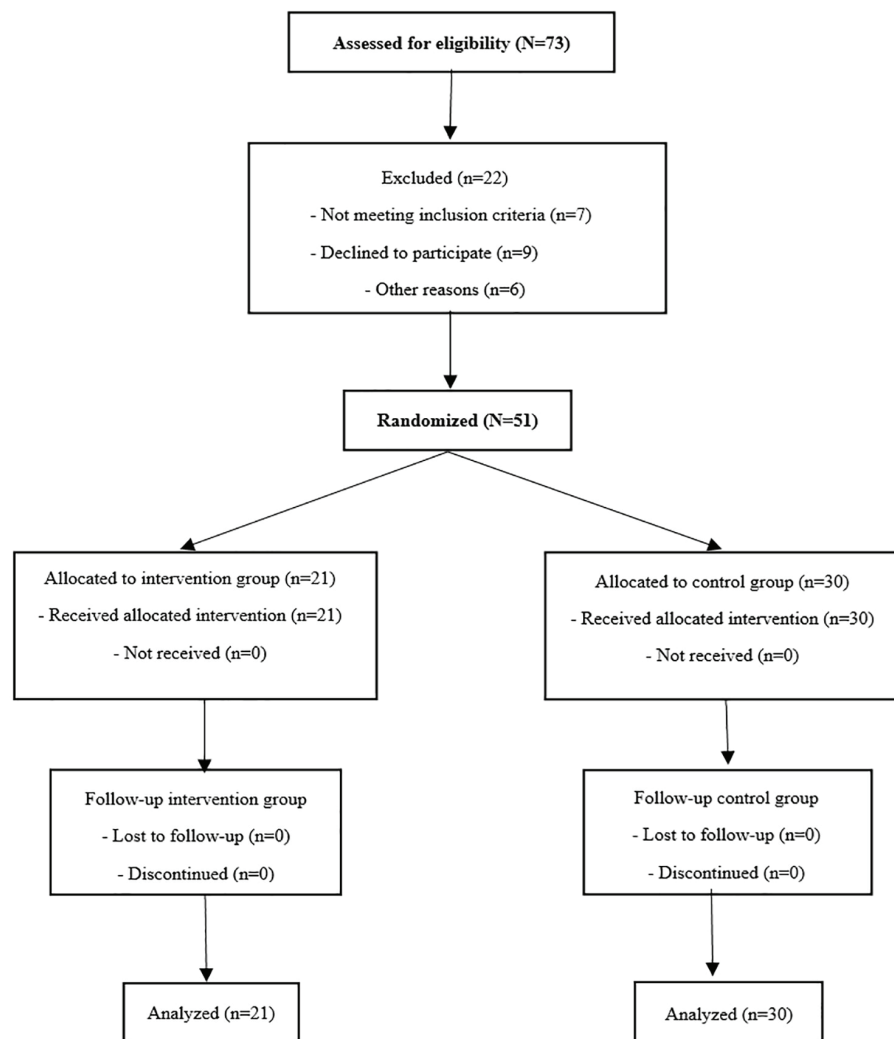 Assessed for eligibility (N=73)
Excluded (n=22)
- Not meeting inclusion criteria (n=7)
- Declined to participate (n=9)
- Other reasons (n=6)
Randomized (N=51)
Allocated to intervention group (n=21)
- Received allocated intervention (n=21)
- Not received (n=0)
Allocated to control group (n=30)
- Received allocated intervention (n=30)
- Not received (n=0)
Follow-up intervention group
- Lost to follow-up (n=0)
- Discontinued (n=0)
Follow-up control group
- Lost to follow-up (n=0)
- Discontinued (n=0)
Analyzed (n=21)
Analyzed (n=30)